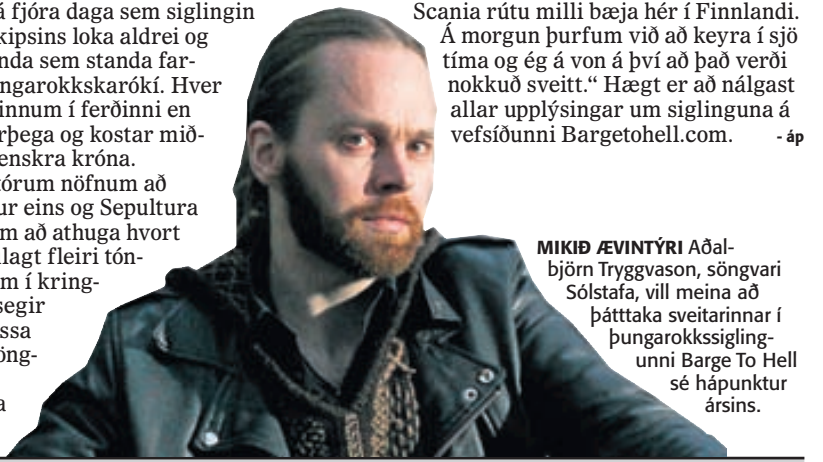 á fjóra daga sem siglingin
kipsins loka aldrei og
nda sem standa far-
ngarokkskarókí. Hver
innum í ferðinni en
rþega og kostar mið-
enskra króna.
tórum nöfnum að
ur eins og Sepultura
m að athuga hvort
lagt fleiri tón-
m í kring-
segir
ssa
öng-
a
Scania rútu milli bæja hér í Finnlandi.
Á morgun þurfum við að keyra í sjö
tíma og ég á von á því að það verði
nokkuð sveitt.“ Hægt er að nálgast
allar upplýsingar um siglinguna á
vefsíðunni Bargetohell.com. - áp
MIKIÐ ÆVINTÝRI Aðal-
björn Tryggvason, söngvari
Sólstafa, vill meina að
þátttaka sveitarinnar í
þungarokkssigling-
unni Barge To Hell
sé hápunktur
ársins.